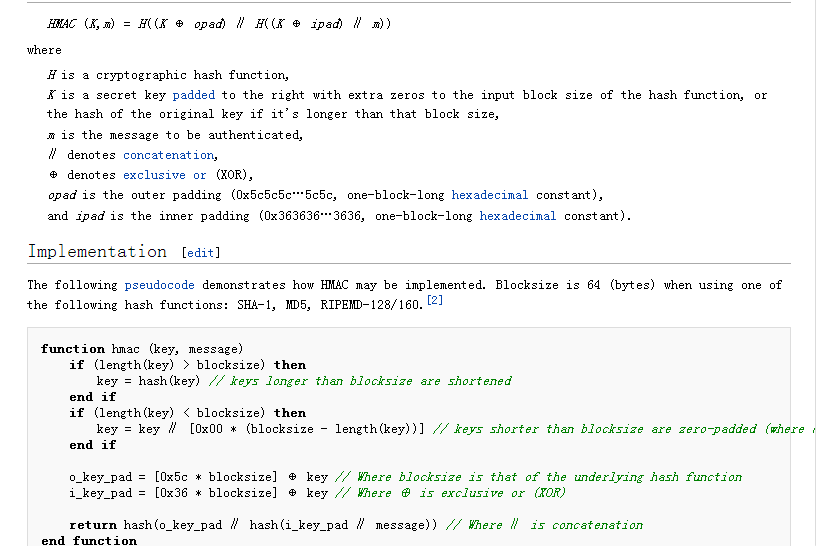 HMAC (K,m) = H((K ⊕ opad) ∥ H((K ⊕ ipad) ∥ m))
where
H is a cryptographic hash function,
K is a secret key padded to the right with extra zeros to the input block size of the hash function, or
the hash of the original key if it's longer than that block size,
m is the message to be authenticated,
∥ denotes concatenation,
⊕ denotes exclusive or (XOR),
opad is the outer padding (0x5c5c5c…5c5c, one-block-long hexadecimal constant),
and ipad is the inner padding (0x363636…3636, one-block-long hexadecimal constant).
Implementation [edit]
The following pseudocode demonstrates how HMAC may be implemented. Blocksize is 64 (bytes) when using one of
the following hash functions: SHA-1, MD5, RIPEMD-128/160.[2]
function hmac (key, message)
if (length(key) > blocksize) then
key = hash(key) // keys longer than blocksize are shortened
end if
if (length(key) < blocksize) then
key = key ∥ [0x00 * (blocksize - length(key))] // keys shorter than blocksize are zero-padded (where
end if
o_key_pad = [0x5c * blocksize] ⊕ key // Where blocksize is that of the underlying hash function
i_key_pad = [0x36 * blocksize] ⊕ key // Where ⊕ is exclusive or (XOR)
return hash(o_key_pad ∥ hash(i_key_pad ∥ message)) // Where ∥ is concatenation
end function